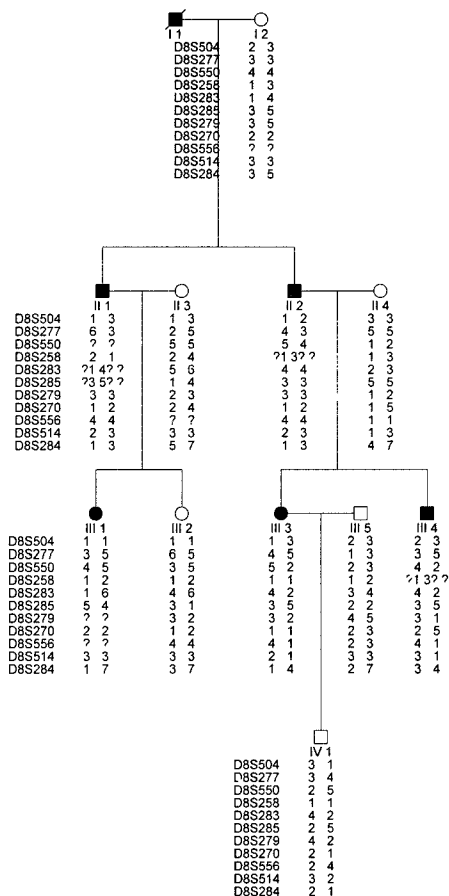 I 1 I 2
D8S504 2 3
D8S277 3 3
D8S550 4 4
D8S258 1 3
D8S283 1 4
D8S285 3 5
D8S279 3 5
D8S270 2 2
D8S556 ? ?
D8S514 3 3
D8S284 3 5
II 1 II 3 II 2 II 4
D8S504 1 3 1 3 D8S504 1 2 3 3
D8S277 6 3 2 5 D8S277 4 3 5 5
D8S550 ? ? 5 5 D8S550 5 4 1 2
D8S258 2 1 2 4 D8S258 ?1 3? ? 1 3
D8S283 ?1 4? ? 5 6 D8S283 4 4 2 3
D8S285 ?3 5? ? 1 4 D8S285 3 3 5 5
D8S279 3 3 2 3 D8S279 3 3 1 2
D8S270 1 2 2 4 D8S270 1 2 1 5
D8S556 4 4 ? ? D8S556 4 4 1 1
D8S514 2 3 3 3 D8S514 2 3 1 3
D8S284 1 3 5 7 D8S284 1 3 4 7
III 1 III 2 III 3 III 5 III 4
D8S504 1 1 1 1 1 3 2 3 2 3
D8S277 3 5 6 5 4 5 1 3 3 5
D8S550 4 5 3 5 5 2 2 3 4 2
D8S258 1 2 1 2 1 1 1 2 ?1 3? ?
D8S283 1 6 4 6 4 2 3 4 4 2
D8S285 5 4 3 1 3 5 2 2 3 5
D8S279 ? ? 3 2 3 2 4 5 3 1
D8S270 2 2 1 2 1 1 2 3 2 5
D8S556 ? ? 4 4 4 1 2 2 4 1
D8S514 3 3 3 3 2 1 3 3 3 1
D8S284 1 7 3 7 1 4 2 7 3 4
IV 1
D8S504 3 1
D8S277 3 4
D8S550 2 5
D8S258 1 1
D8S283 4 2
D8S285 2 5
D8S279 4 2
D8S270 2 1
D8S556 2 4
D8S514 3 2
D8S284 2 1